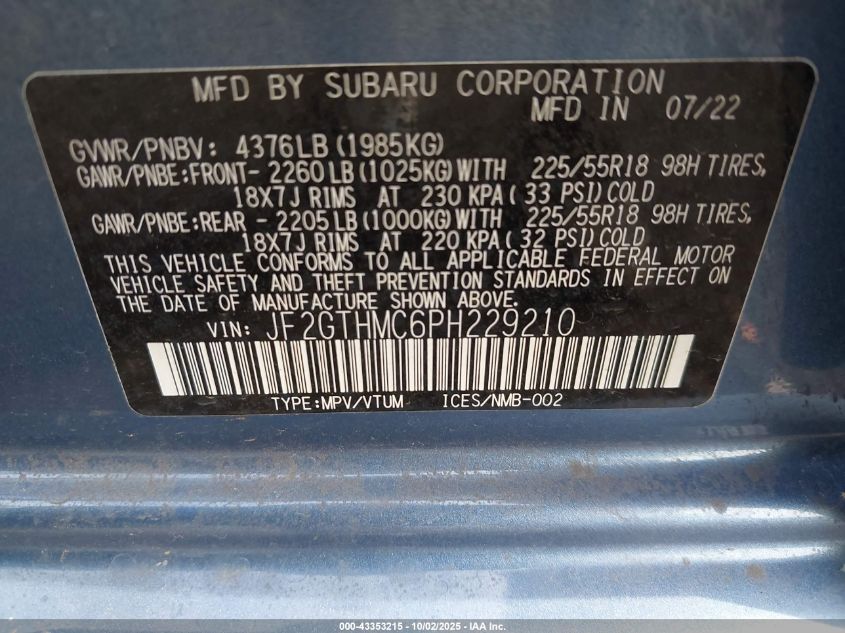 MFD BY SUBARU CORPORATION
MFD IN 07/22
GVWR/PNBV: 4376LB (1985KG)
GAWR/PNBE:FRONT-2260LB (1025KG) WITH 225/55R18 98H TIRES,
18X7J RIMS AT 230 KPA ( 33 PSI) COLD
GAWR/PNBE:REAR -2205LB (1000KG) WITH 225/55R18 98H TIRES,
18X7J RIMS AT 220 KPA ( 32 PSI) COLD
THIS VEHICLE CONFORMS TO ALL APPLICABLE FEDERAL MOTOR
VEHICLE SAFETY AND THEFT PREVENTION STANDARDS IN EFFECT ON
THE DATE OF MANUFACTURE SHOWN ABOVE.
VIN: JF2GTHMC6PH229210
TYPE:MPV/VTUM ICES/NMB-002
000-43353215 - 10/02/2025 - IAA Inc.